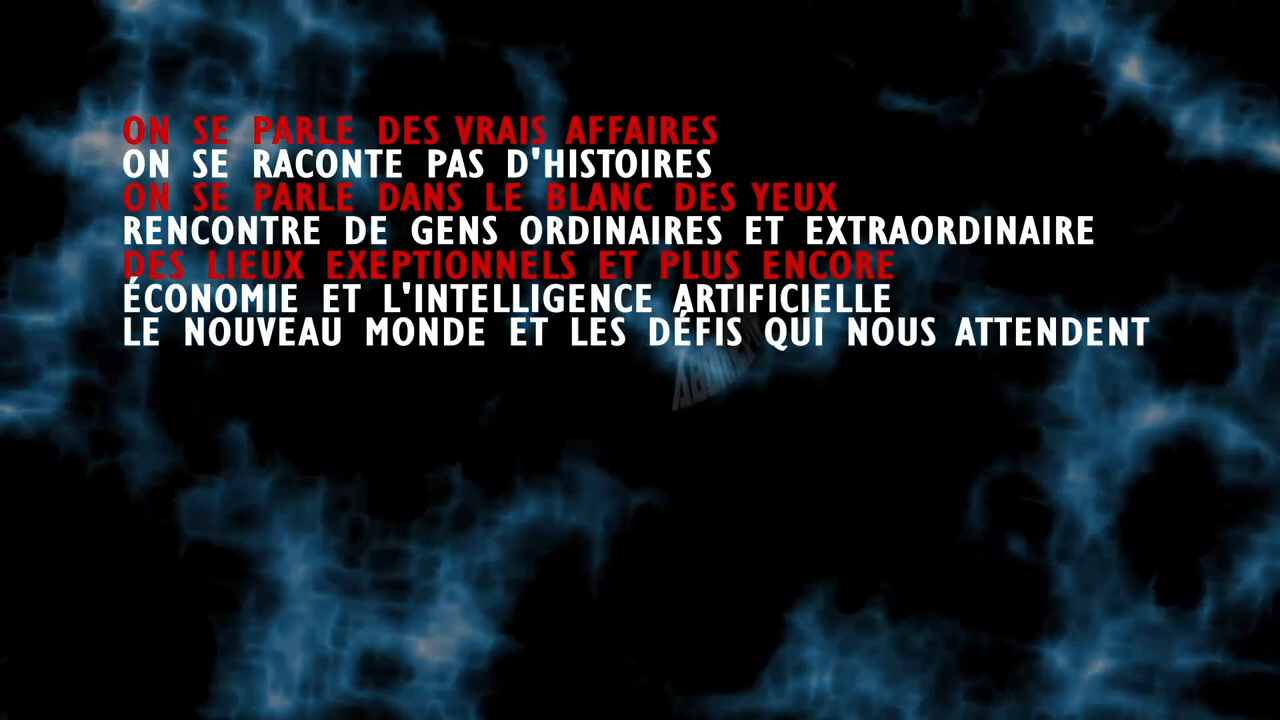 ON SE PARLE DES VRAIS AFFAIRES
ON SE RACONTE PAS D'HISTOIRES
ON SE PARLE DANS LE BLANC DES YEUX
RENCONTRE DE GENS ORDINAIRES ET EXTRAORDINAIRE
DES LIEUX EXEPTIONNELS ET PLUS ENCORE
ÉCONOMIE ET L'INTELLIGENCE ARTIFICIELLE
LE NOUVEAU MONDE ET LES DÉFIS QUI NOUS ATTENDENT